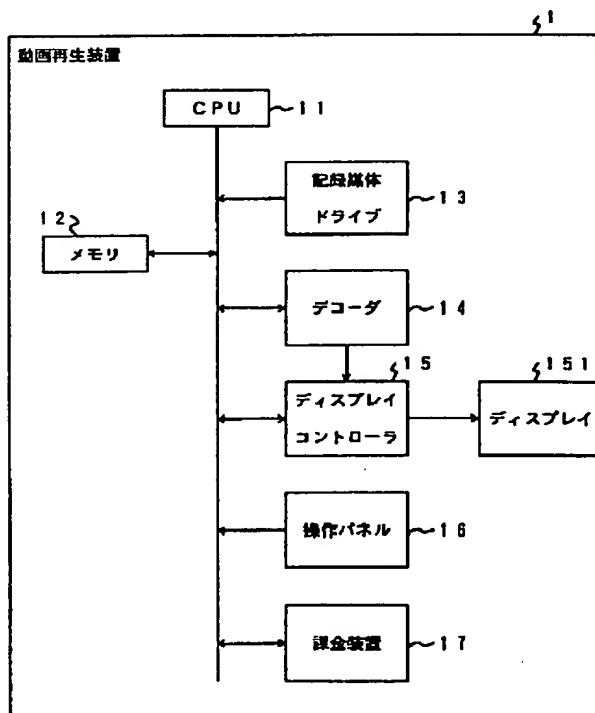 1
動画再生装置
CPU
11
記録媒体
ドライブ
13
12
メモリ
デコーダ
14
15
151
ディスプレイ
コントローラ
ディスプレイ
操作パネル
16
課金装置
17